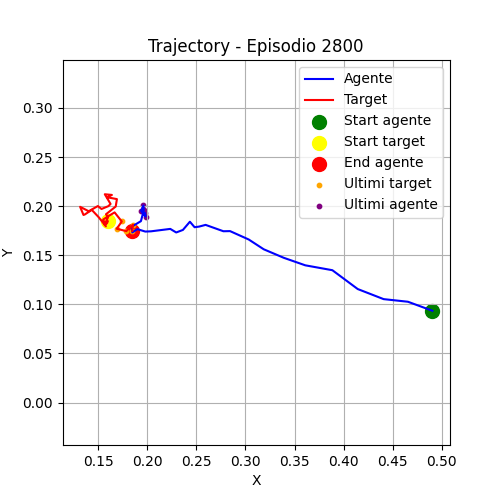 Trajectory - Episodio 2800
Agente
Target
Start agente
Start target
End agente
Ultimi target
Ultimi agente
0.30
0.25
0.20
0.15
0.10
0.05
0.00
Y
0.15
0.20
0.25
0.30
0.35
0.40
0.45
0.50
X